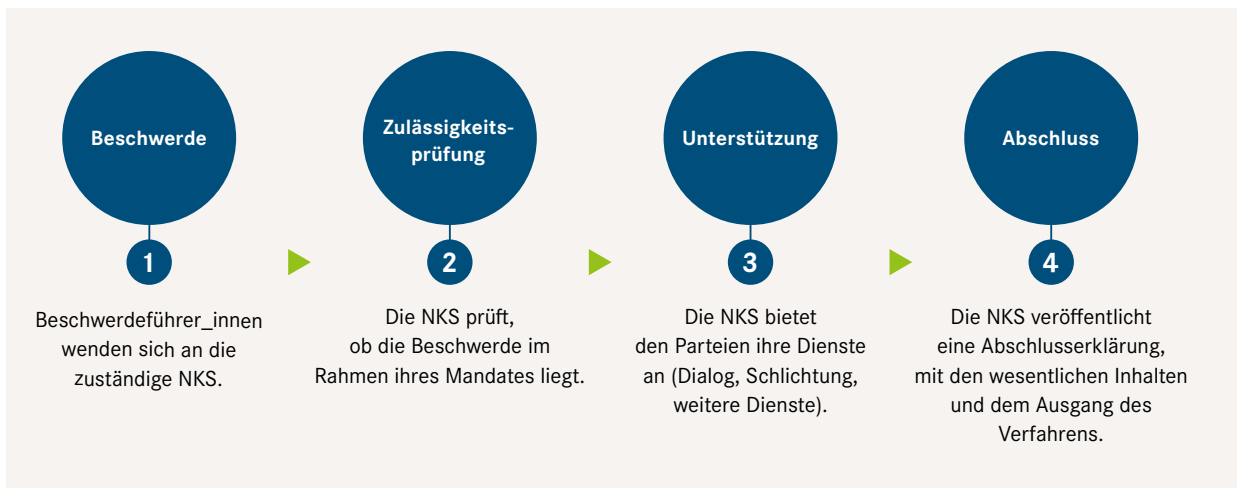 Beschwerde
1
Beschwerdeführer_innen
wenden sich an die
zuständige NKS.
Zulässigkeits-
prüfung
2
Die NKS prüft,
ob die Beschwerde im
Rahmen ihres Mandates liegt.
Unterstützung
3
Die NKS bietet
den Parteien ihre Dienste
an (Dialog, Schlichtung,
weitere Dienste).
Abschluss
4
Die NKS veröffentlicht
eine Abschlusserklärung,
mit den wesentlichen Inhalten
und dem Ausgang des
Verfahrens.